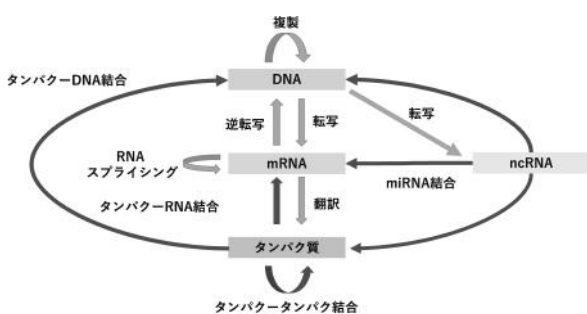 複製
DNA
タンパクーDNA結合
逆転写
転写
転写
RNA
スプライシング
mRNA
ncRNA
miRNA結合
タンパクーRNA結合
翻訳
タンパク質
タンパクータンパク結合